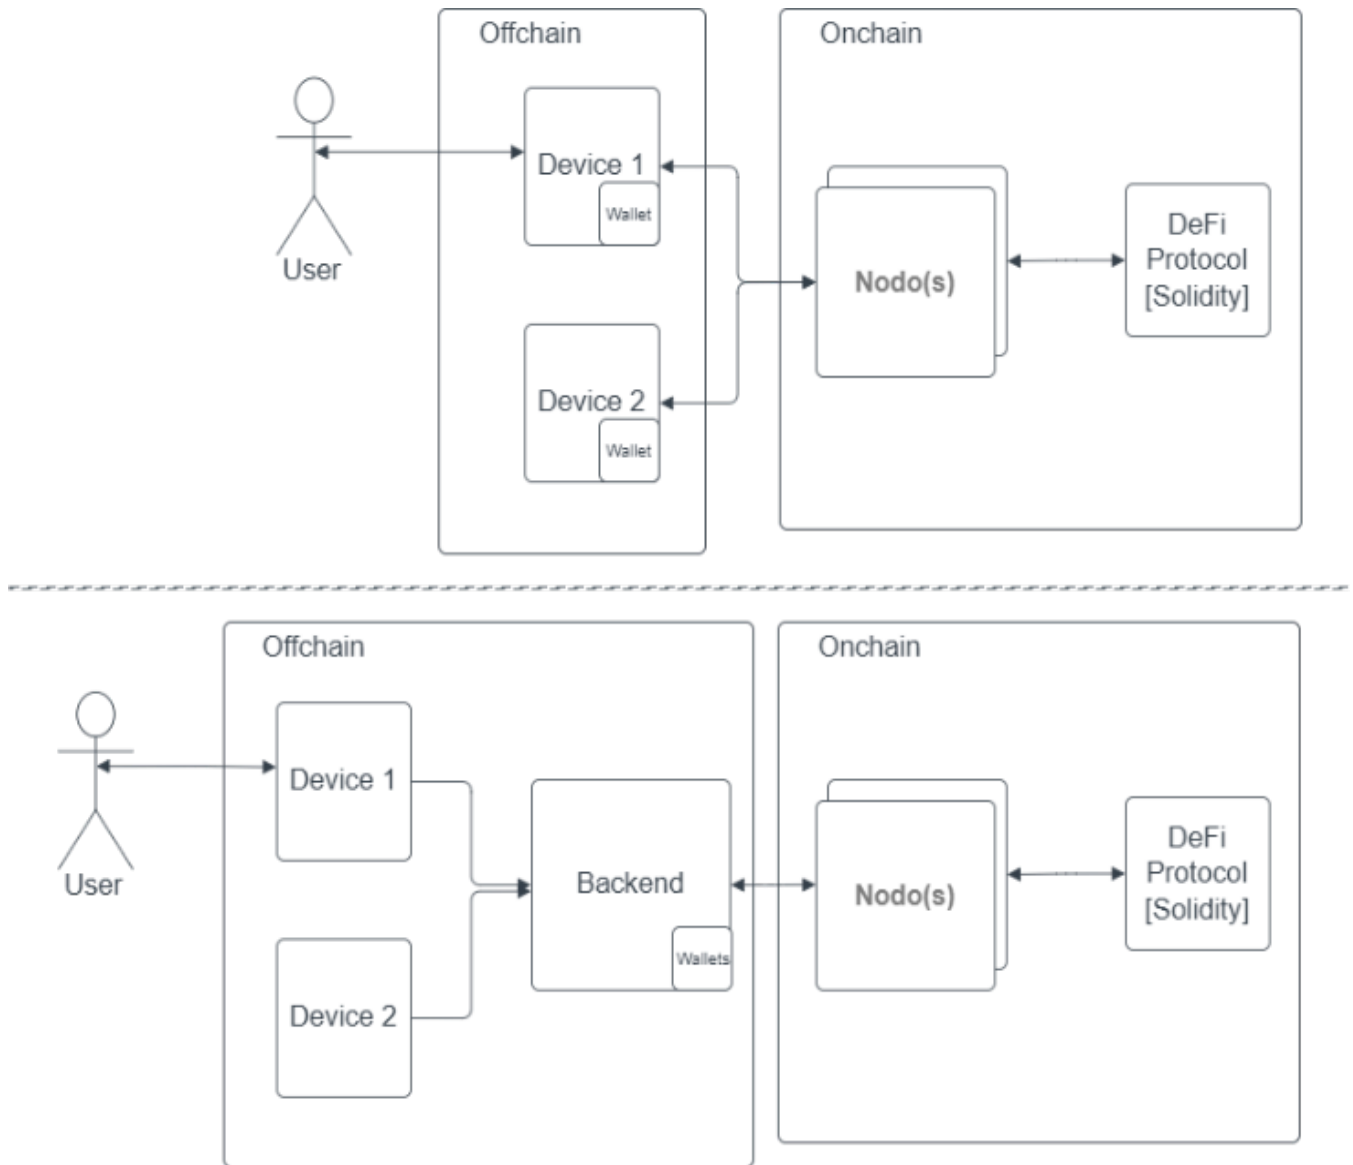 Offchain
Onchain
Device 1
Wallet
User
Nodo(s)
DeFi
Protocol
[Solidity]
Device 2
Wallet
Offchain
Onchain
Device 1
User
Backend
Wallets
Nodo(s)
DeFi
Protocol
[Solidity]
Device 2